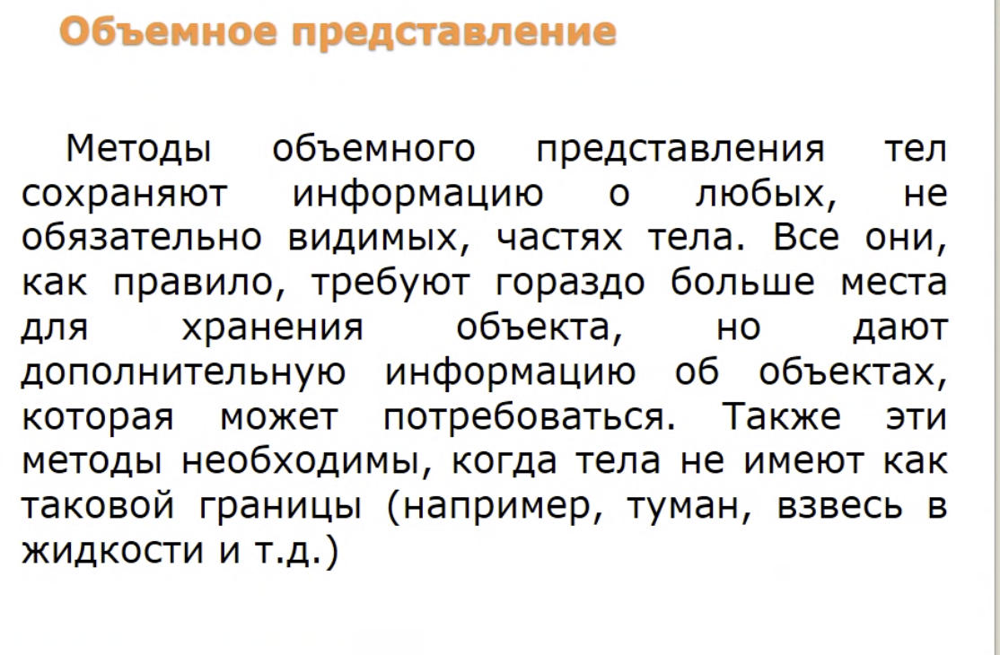 Объемное представление
Методы объемного представления тел
сохраняют информацию о любых, не
обязательно видимых, частях тела. Все они,
как правило, требуют гораздо больше места
для хранения объекта, но дают
дополнительную информацию об объектах,
которая может потребоваться. Также эти
методы необходимы, когда тела не имеют как
таковой границы (например, туман, взвесь в
жидкости и т.д.)